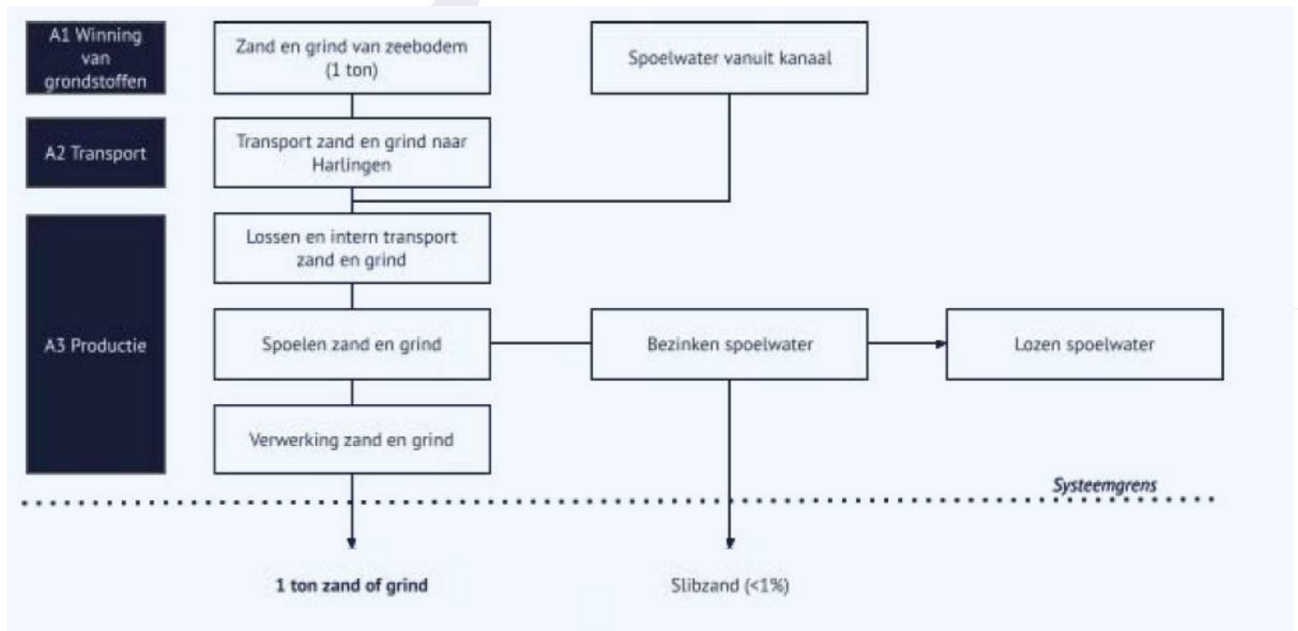 A1 Winning
van
grondstoffen
Zand en grind van zeebodem
(1 ton)
Spoelwater vanuit kanaal
A2 Transport
Transport zand en grind naar
Harlingen
A3 Productie
Lossen en intern transport
zand en grind
Spoelen zand en grind
Bezinken spoelwater
Lozen spoelwater
Verwerking zand en grind
Systeemgrens
1 ton zand of grind
Slibzand (<1%)